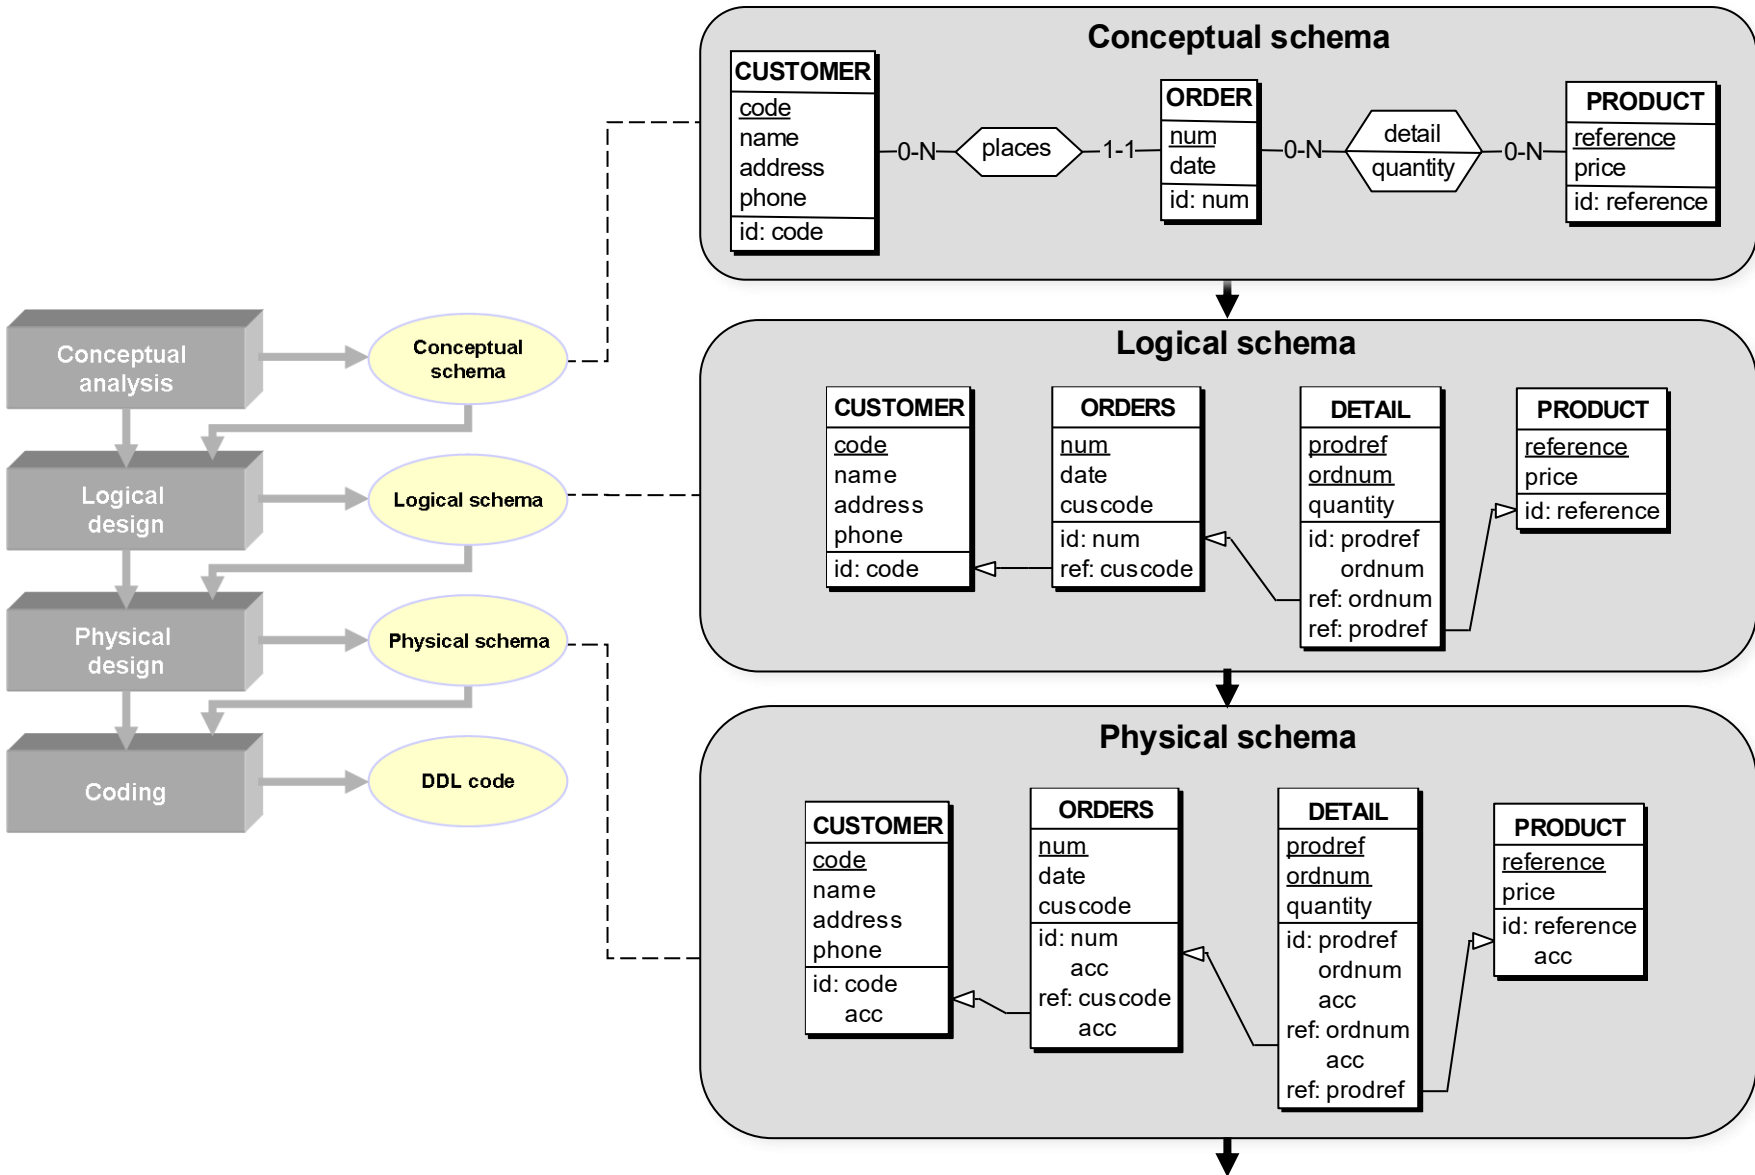 Conceptual schema
CUSTOMER
code
name
address
phone
id: code
0-N
places
1-1
ORDER
num
date
id: num
0-N
detail
quantity
0-N
PRODUCT
reference
price
id: reference
Conceptual
analysis
Conceptual
schema
Logical
design
Logical schema
Physical
design
Physical schema
Coding
DDL code
Logical schema
CUSTOMER
code
name
address
phone
id: code
ORDERS
num
date
cuscode
id: num
ref: cuscode
DETAIL
prodref
ordnum
quantity
id: prodref
ordnum
ref: ordnum
ref: prodref
PRODUCT
reference
price
id: reference
Physical schema
CUSTOMER
code
name
address
phone
id: code
acc
ORDERS
num
date
cuscode
id: num
acc
ref: cuscode
acc
DETAIL
prodref
ordnum
quantity
id: prodref
ordnum
acc
ref: ordnum
acc
ref: prodref
PRODUCT
reference
price
id: reference
acc